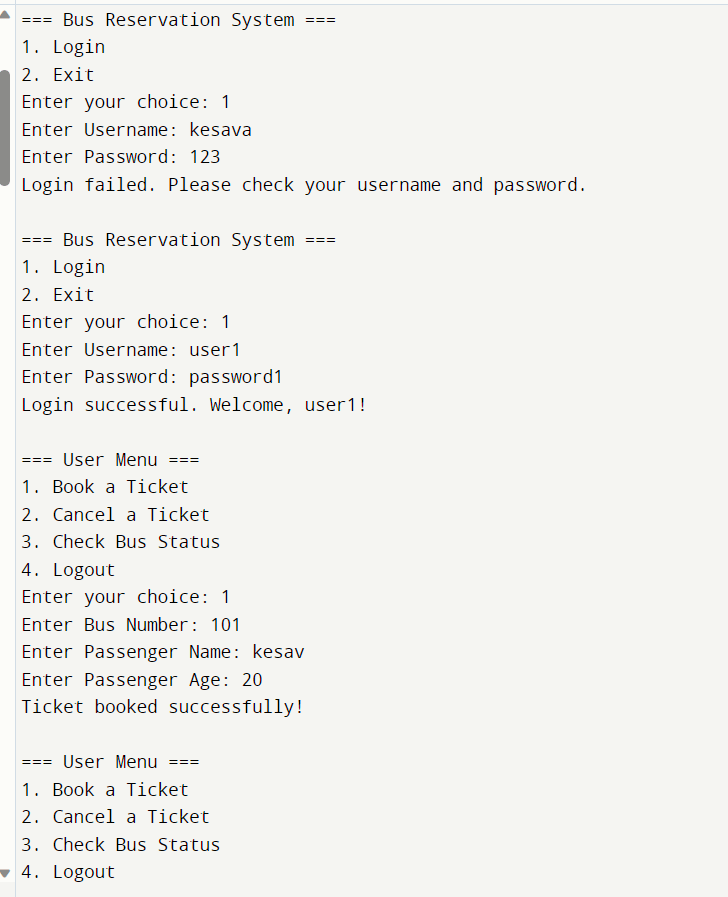 === Bus Reservation System ===
1. Login
2. Exit
Enter your choice: 1
Enter Username: kesava
Enter Password: 123
Login failed. Please check your username and password.

=== Bus Reservation System ===
1. Login
2. Exit
Enter your choice: 1
Enter Username: user1
Enter Password: password1
Login successful. Welcome, user1!

=== User Menu ===
1. Book a Ticket
2. Cancel a Ticket
3. Check Bus Status
4. Logout
Enter your choice: 1
Enter Bus Number: 101
Enter Passenger Name: kesav
Enter Passenger Age: 20
Ticket booked successfully!

=== User Menu ===
1. Book a Ticket
2. Cancel a Ticket
3. Check Bus Status
4. Logout